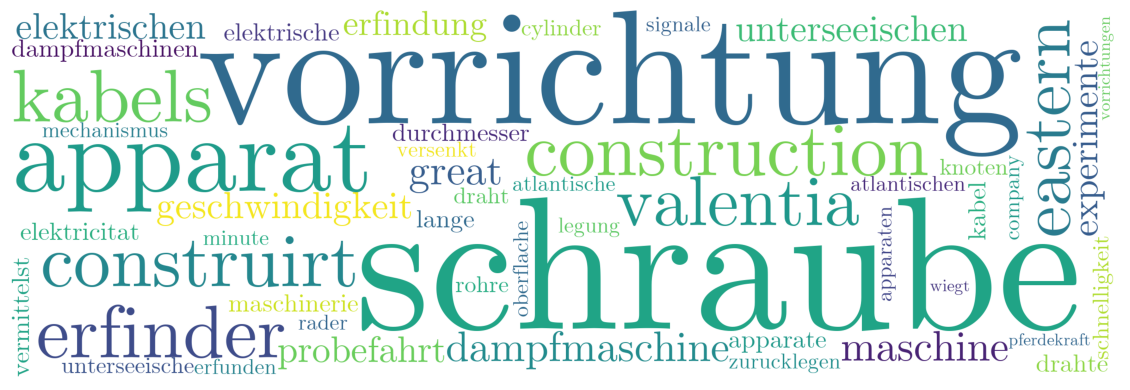 elektrischen
elektrische
erfindung
cylinder
signale
unterseeischen
dampfmaschinen
vorrichtung
eastern
experimente
vorrichtungen
kabels
mechanismus
durchmesser
versenkt
construction
apparat
great
knoten
geschwindigkeit
draht
atlantische
valentia
atlantischen
kabel
company
lange
elektricitat
minute
legung
construirt
schraube
oberflache
rohre
apparaten
wiegt
vermittelst
maschinerie
erfinder
rader
schnelligkeit
probefahrt
dampfmaschine
apparate
maschine
pferdekraft
unterseeische
erfunden
zurucklegen
drahte